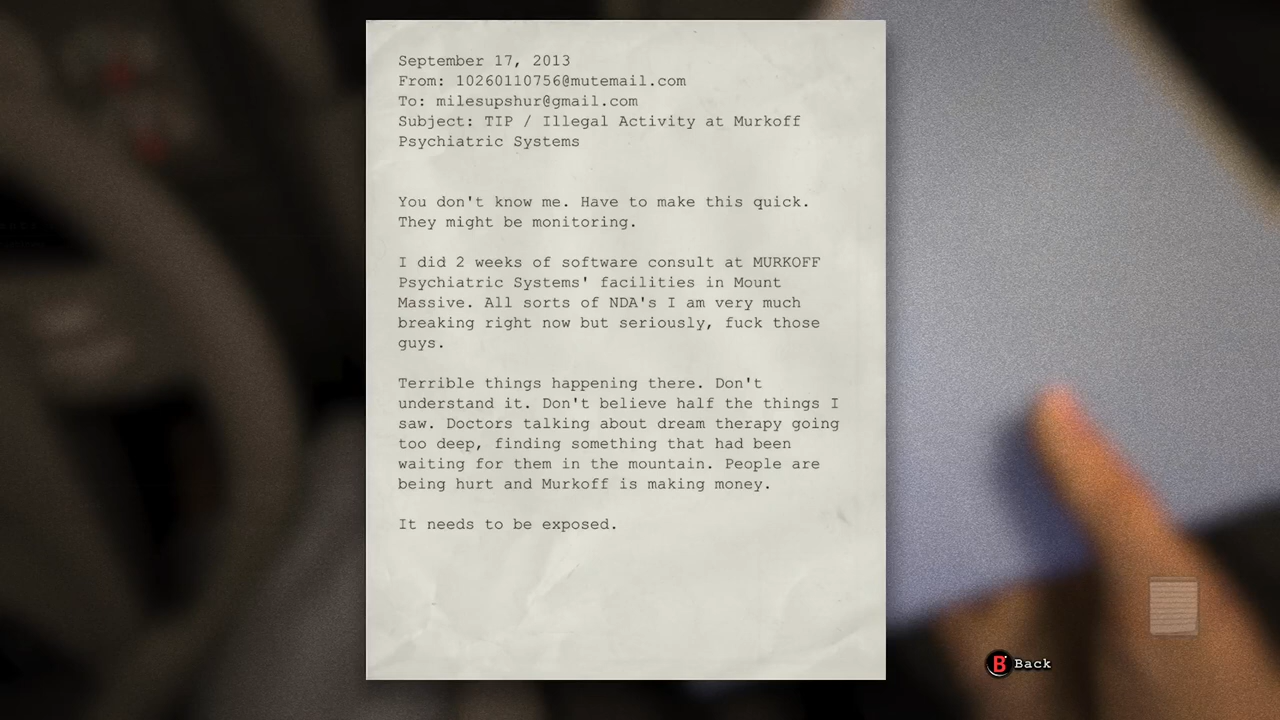 September 17, 2013
From: 10260110756@mutemail.com
To: milesupshur@gmail.com
Subject: TIP / Illegal Activity at Murkoff
Psychiatric Systems
You don't know me. Have to make this quick.
They might be monitoring.
I did 2 weeks of software consult at MURKOFF
Psychiatric Systems' facilities in Mount
Massive. All sorts of NDA's I am very much
breaking right now but seriously, fuck those
guys.
Terrible things happening there. Don't
understand it. Don't believe half the things I
saw. Doctors talking about dream therapy going
too deep, finding something that had been
waiting for them in the mountain. People are
being hurt and Murkoff is making money.
It needs to be exposed.
B Back